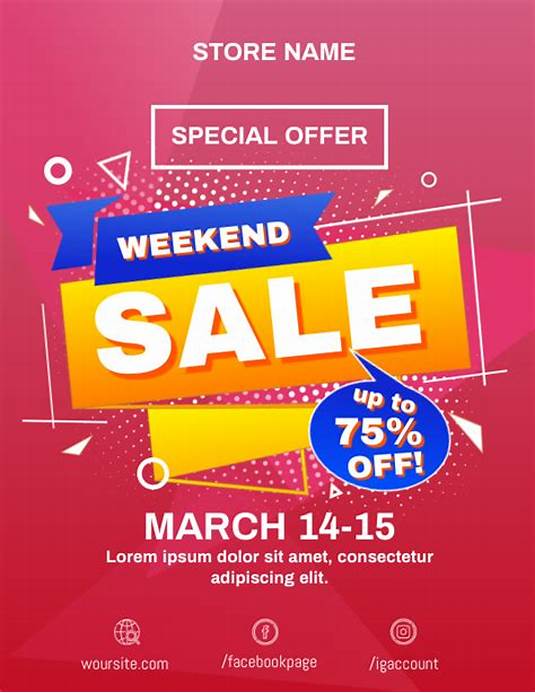 STORE NAME
SPECIAL OFFER
WEEKEND
SALE
up to
75%
OFF!
MARCH 14-15
Lorem ipsum dolor sit amet, consectetur
adipiscing elit.
woursite.com
/facebookpage
/igaccount